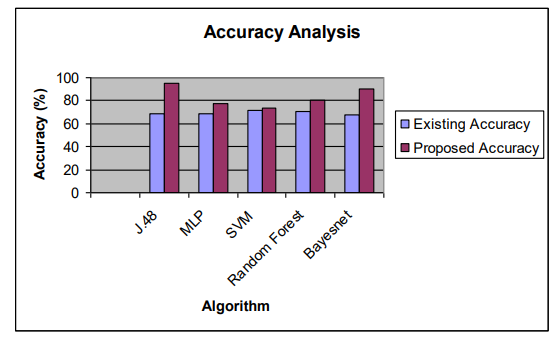 Accuracy Analysis
Accuracy (%)
100
80
60
40
20
0
J.48
MLP
SVM
Random Forest
Bayesnet
Algorithm
Existing Accuracy
Proposed Accuracy